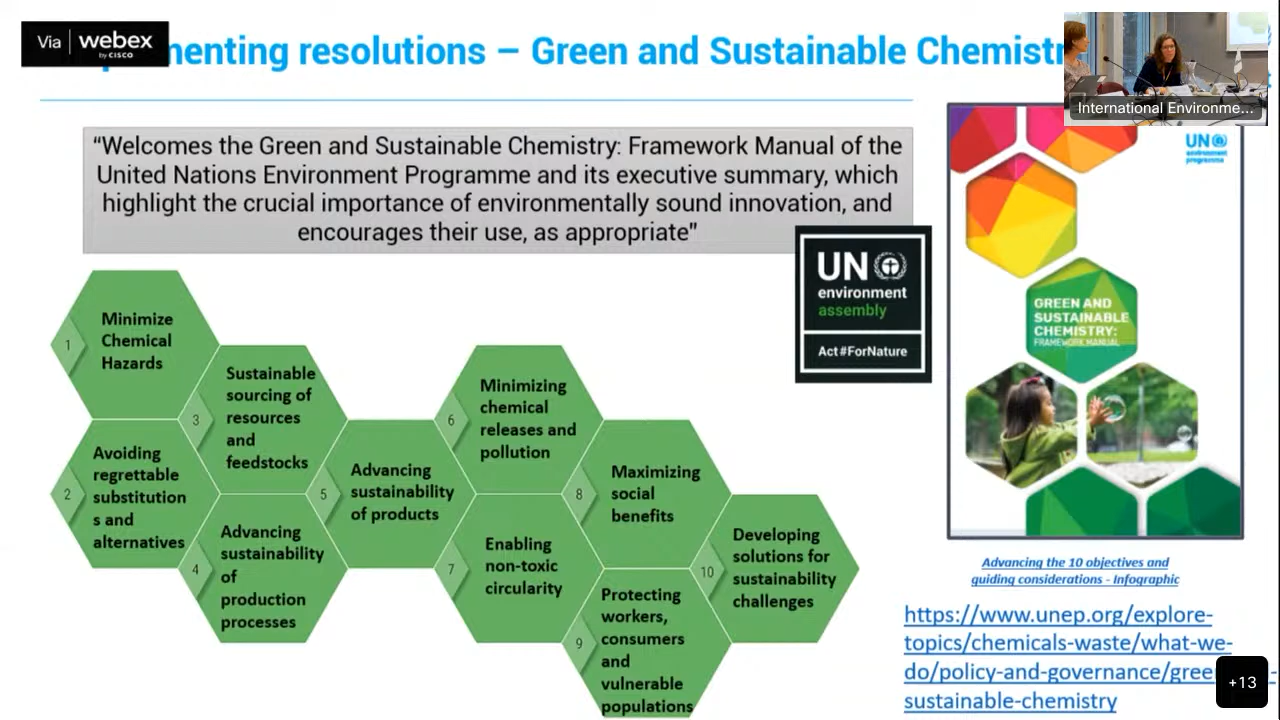 Via webex
by CISCO
menting resolutions – Green and Sustainable Chemistr
International Environme...
“Welcomes the Green and Sustainable Chemistry: Framework Manual of the
United Nations Environment Programme and its executive summary, which
highlight the crucial importance of environmentally sound innovation, and
encourages their use, as appropriate"
UN
environment
programme
UN
environment
assembly
Act#ForNature
GREEN AND
SUSTAINABLE
CHEMISTRY:
FRAMEWORK MANUAL
1
Minimize
Chemical
Hazards
2
Avoiding
regrettable
substitution
s and
alternatives
3
Sustainable
sourcing of
resources
and
feedstocks
4
Advancing
sustainability
of
production
processes
5
Advancing
sustainability
of products
6
Minimizing
chemical
releases and
pollution
7
Enabling
non-toxic
circularity
8
Maximizing
social
benefits
9
Protecting
workers,
consumers
and
vulnerable
populations
10
Developing
solutions for
sustainability
challenges
Advancing the 10 objectives and
guiding considerations - Infographic
https://www.unep.org/explore-
topics/chemicals-waste/what-we-
do/policy-and-governance/gree
sustainable-chemistry
+13